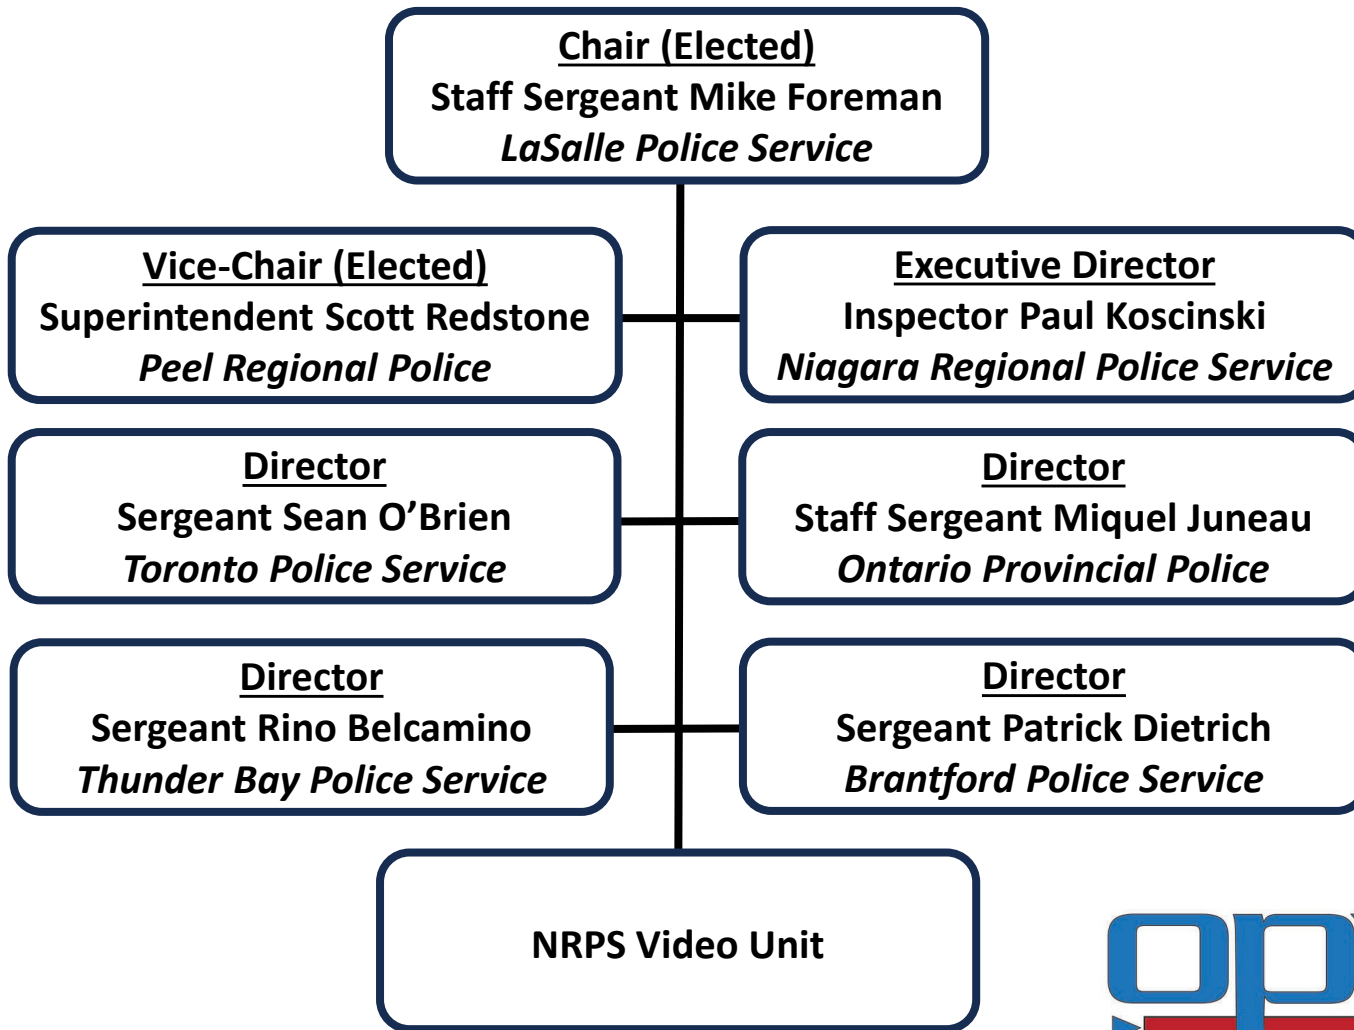 Chair (Elected)
Staff Sergeant Mike Foreman
LaSalle Police Service
Vice-Chair (Elected)
Superintendent Scott Redstone
Peel Regional Police
Executive Director
Inspector Paul Koscinski
Niagara Regional Police Service
Director
Sergeant Sean O’Brien
Toronto Police Service
Director
Staff Sergeant Miquel Juneau
Ontario Provincial Police
Director
Sergeant Rino Belcamino
Thunder Bay Police Service
Director
Sergeant Patrick Dietrich
Brantford Police Service
NRPS Video Unit
op